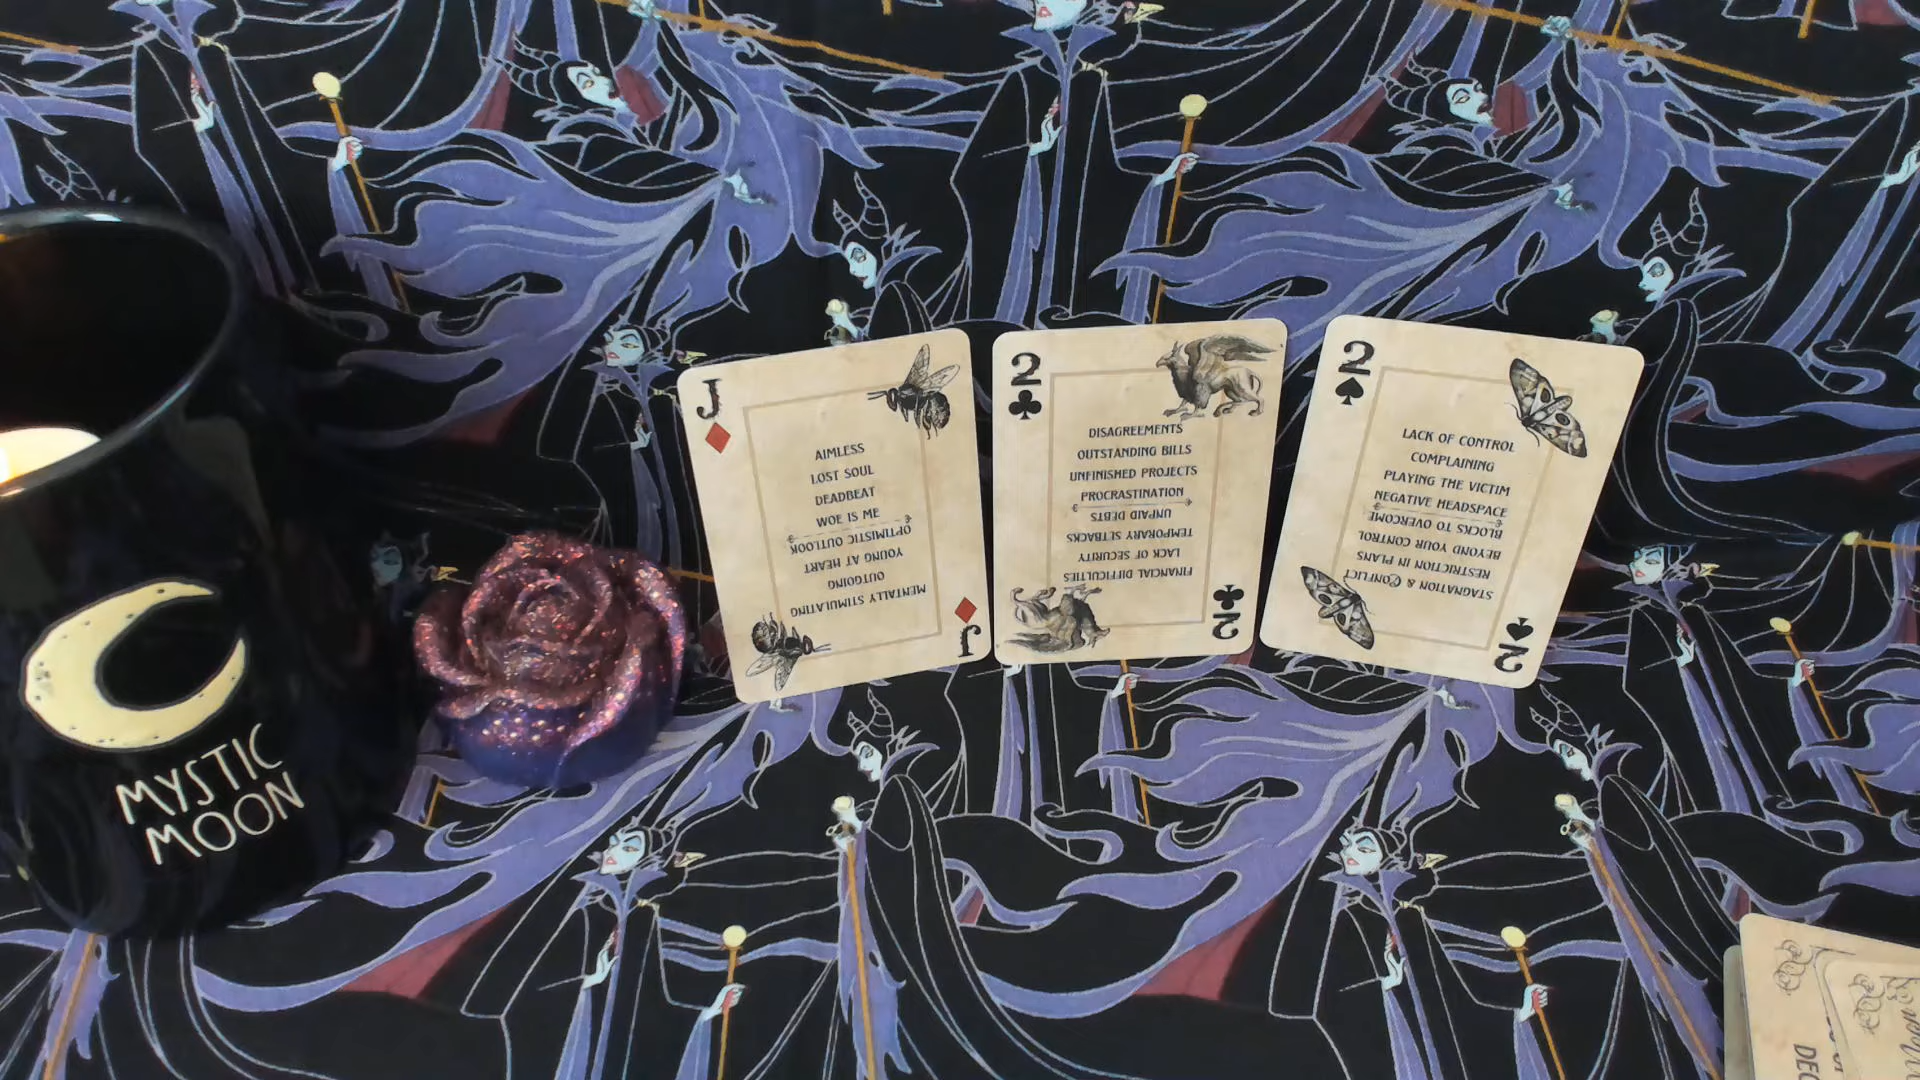 J
AIMLESS
LOST SOUL
DEADBEAT
WOE IS ME
OPTIMISTIC OUTLOOK
YOUNG AT HEART
OUTGOING
MENTALLY STIMULATING
J
2
DISAGREEMENTS
OUTSTANDING BILLS
UNFINISHED PROJECTS
PROCRASTINATION
UNPAID DEBTS
TEMPORARY SETBACKS
LACK OF SECURITY
FINANCIAL DIFFICULTIES
2
2
LACK OF CONTROL
COMPLAINING
PLAYING THE VICTIM
NEGATIVE HEADSPACE
BLOCKS TO OVERCOME
BEYOND YOUR CONTROL
RESTRICTION IN PLANS
STAGNATION & CONFLICT
2
MYSTIC
MOON
DEC
Moon